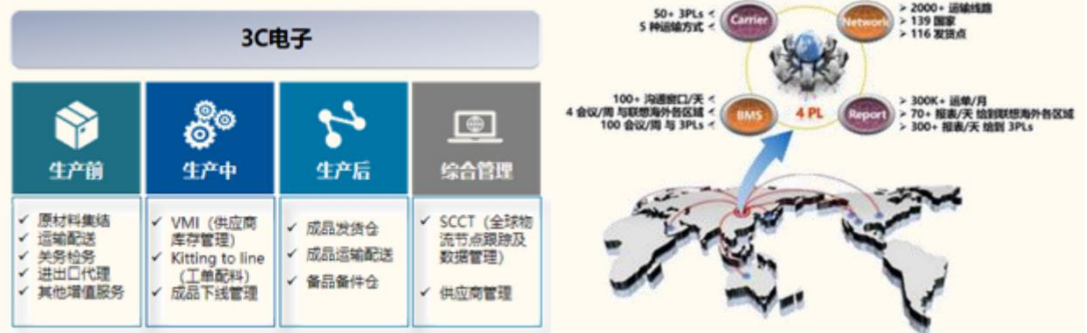 3C电子
生产前
原材料集结
运输配送
关务检务
进出口代理
其他增值服务
生产中
VMI（供应商
库存管理）
Kitting to line
（工单配料）
成品下线管理
生产后
成品发货仓
成品运输配送
备品备件仓
综合管理
SCCT（全球物
流节点跟踪及
数据管理）
供应商管理
50+ 3PLs
5 种运输方式
Carrier
Network
2000+ 运输线路
139 国家
116 发货点
100+ 沟通窗口/天
4 会议/周 与联想海外各区域
100 会议/周 与 3PLs
BMS
4 PL
Report
300K+ 运单/月
70+ 报表/天 给到联想海外各区域
300+ 报表/天 给到 3PLs